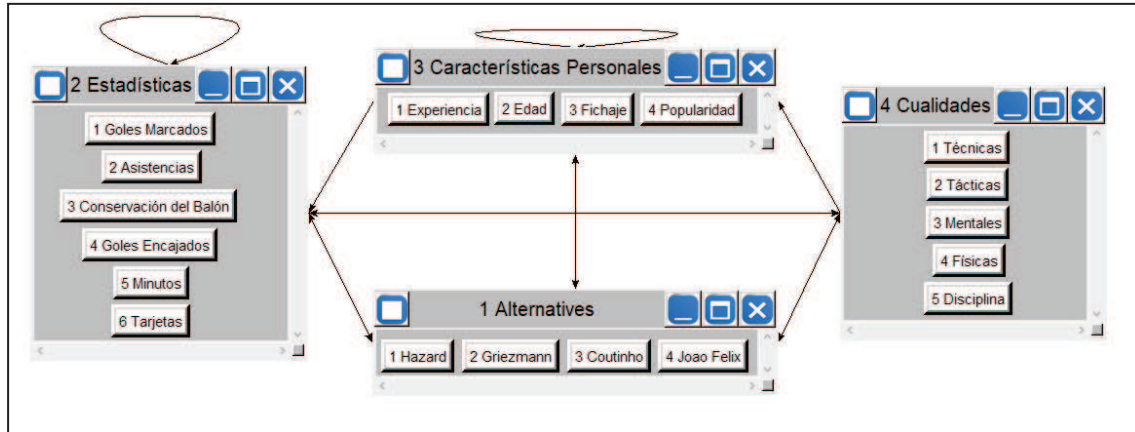 2 Estadísticas
1 Goles Marcados
2 Asistencias
3 Conservación del Balón
4 Goles Encajados
5 Minutos
6 Tarjetas
3 Características Personales
1 Experiencia
2 Edad
3 Fichaje
4 Popularidad
4 Cualidades
1 Técnicas
2 Tácticas
3 Mentales
4 Físicas
5 Disciplina
1 Alternatives
1 Hazard
2 Griezmann
3 Coutinho
4 Joao Felix